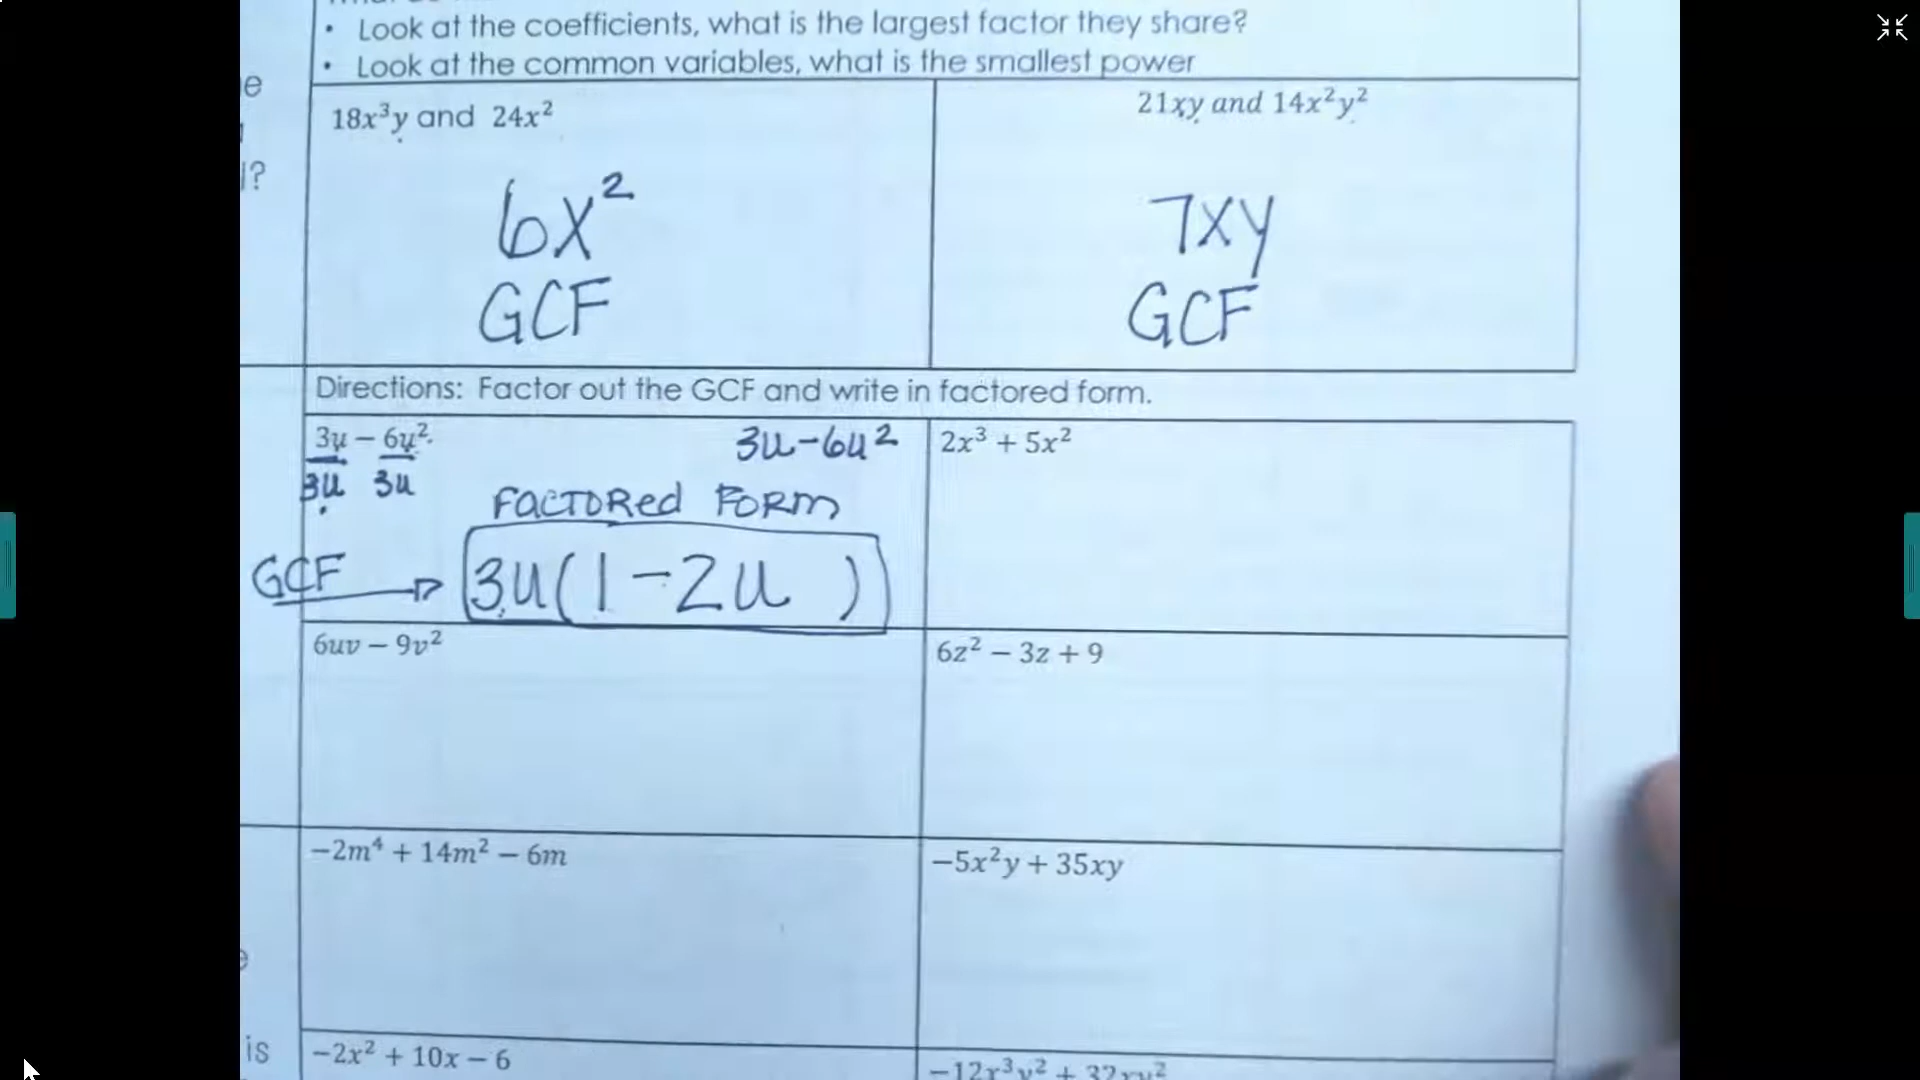 • Look at the coefficients, what is the largest factor they share?
• Look at the common variables, what is the smallest power
e
l?
18x³y and 24x²
21xy and 14x²y²
6x²
GCF
7xy
GCF
Directions: Factor out the GCF and write in factored form.
3u − 6u²
3u 3u
3u−6u²
FACTORed FORM
GCF → 3u(1−2u )
2x³ + 5x²
6uv − 9v²
6z² − 3z + 9
−2m⁴ + 14m² − 6m
−5x²y + 35xy
e
is
−2x² + 10x − 6
−12x³y² + 32xy²